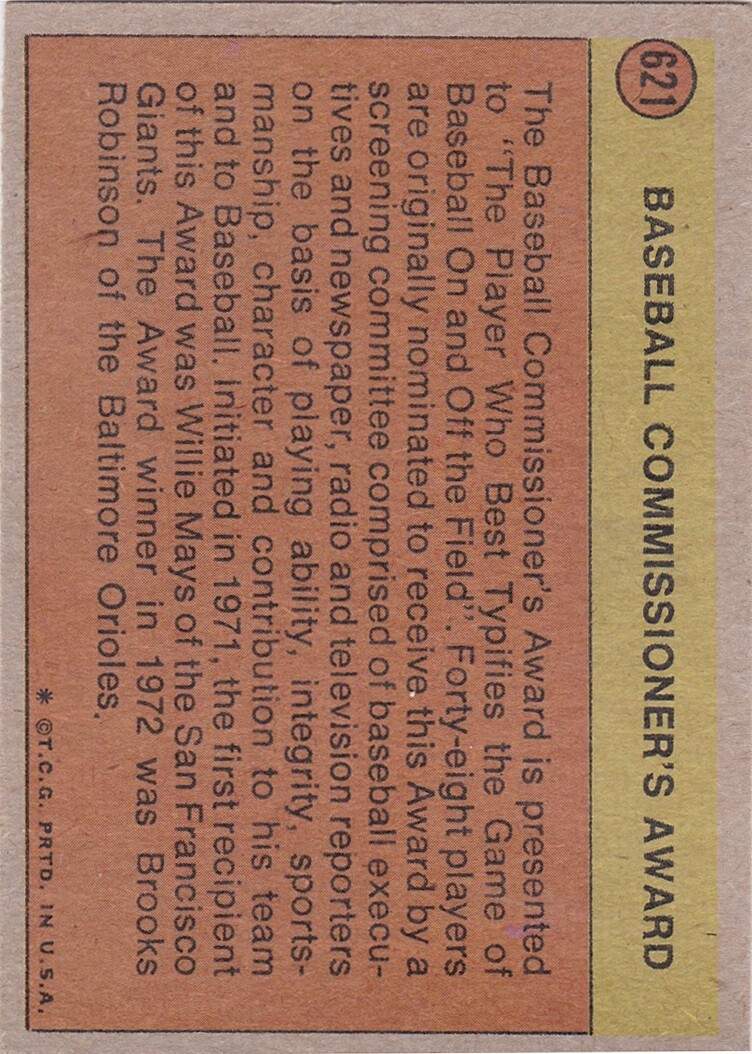 621
BASEBALL COMMISSIONER'S AWARD
The Baseball Commissioner's Award is presented
to "The Player Who Best Typifies the Game of
Baseball On and Off the Field". Forty-eight players
are originally nominated to receive this Award by a
screening committee comprised of baseball execu-
tives and newspaper, radio and television reporters
on the basis of playing ability, integrity, sports-
manship, character and contribution to his team
and to Baseball. Initiated in 1971, the first recipient
of this Award was Willie Mays of the San Francisco
Giants. The Award winner in 1972 was Brooks
Robinson of the Baltimore Orioles.
* ©T.C.G. PRTD. IN U.S.A.